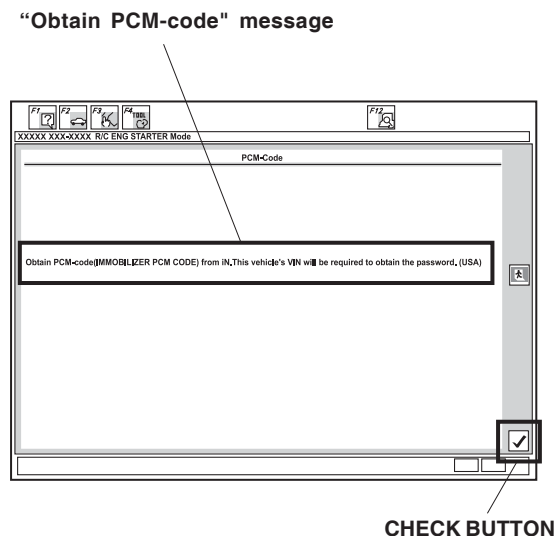 “Obtain PCM-code" message
F1 F2 F3 F4 TOOL F12
XXXXX XXX-XXXX R/C ENG STARTER Mode
PCM-Code
Obtain PCM-code(IMMOBILIZER PCM CODE) from iN.This vehicle's VIN will be required to obtain the password. (USA)
CHECK BUTTON